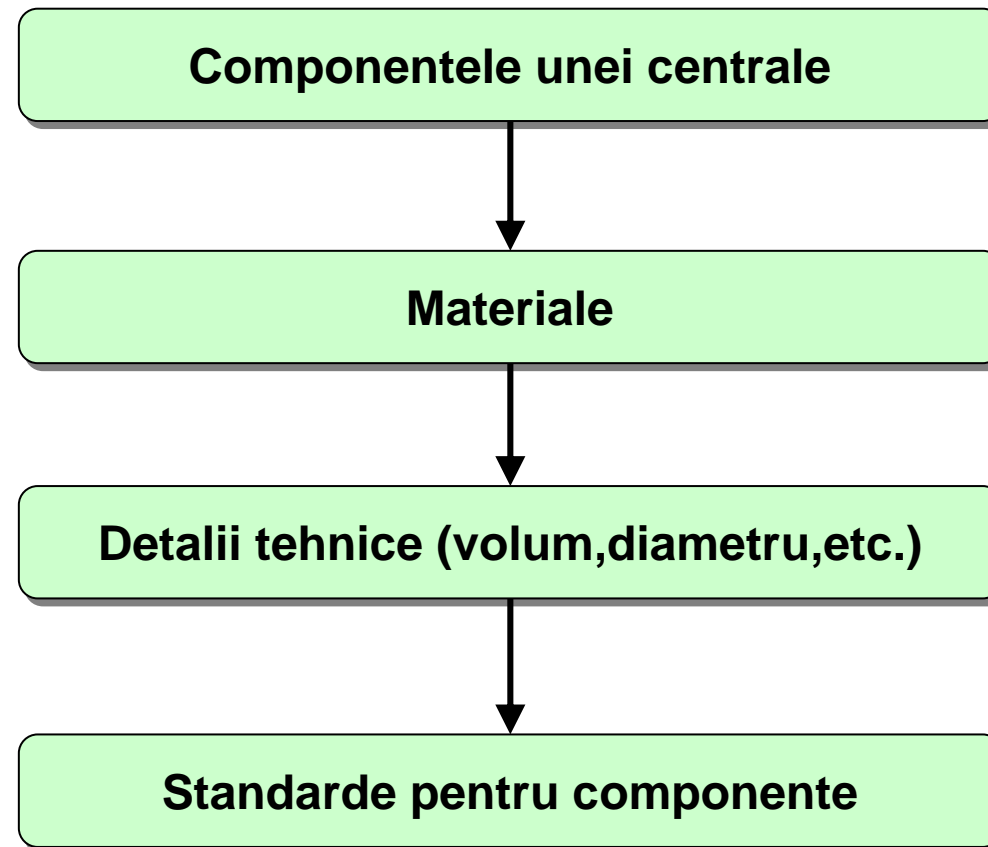 Componentele unei centrale
Materiale
Detalii tehnice (volum,diametru,etc.)
Standarde pentru componente